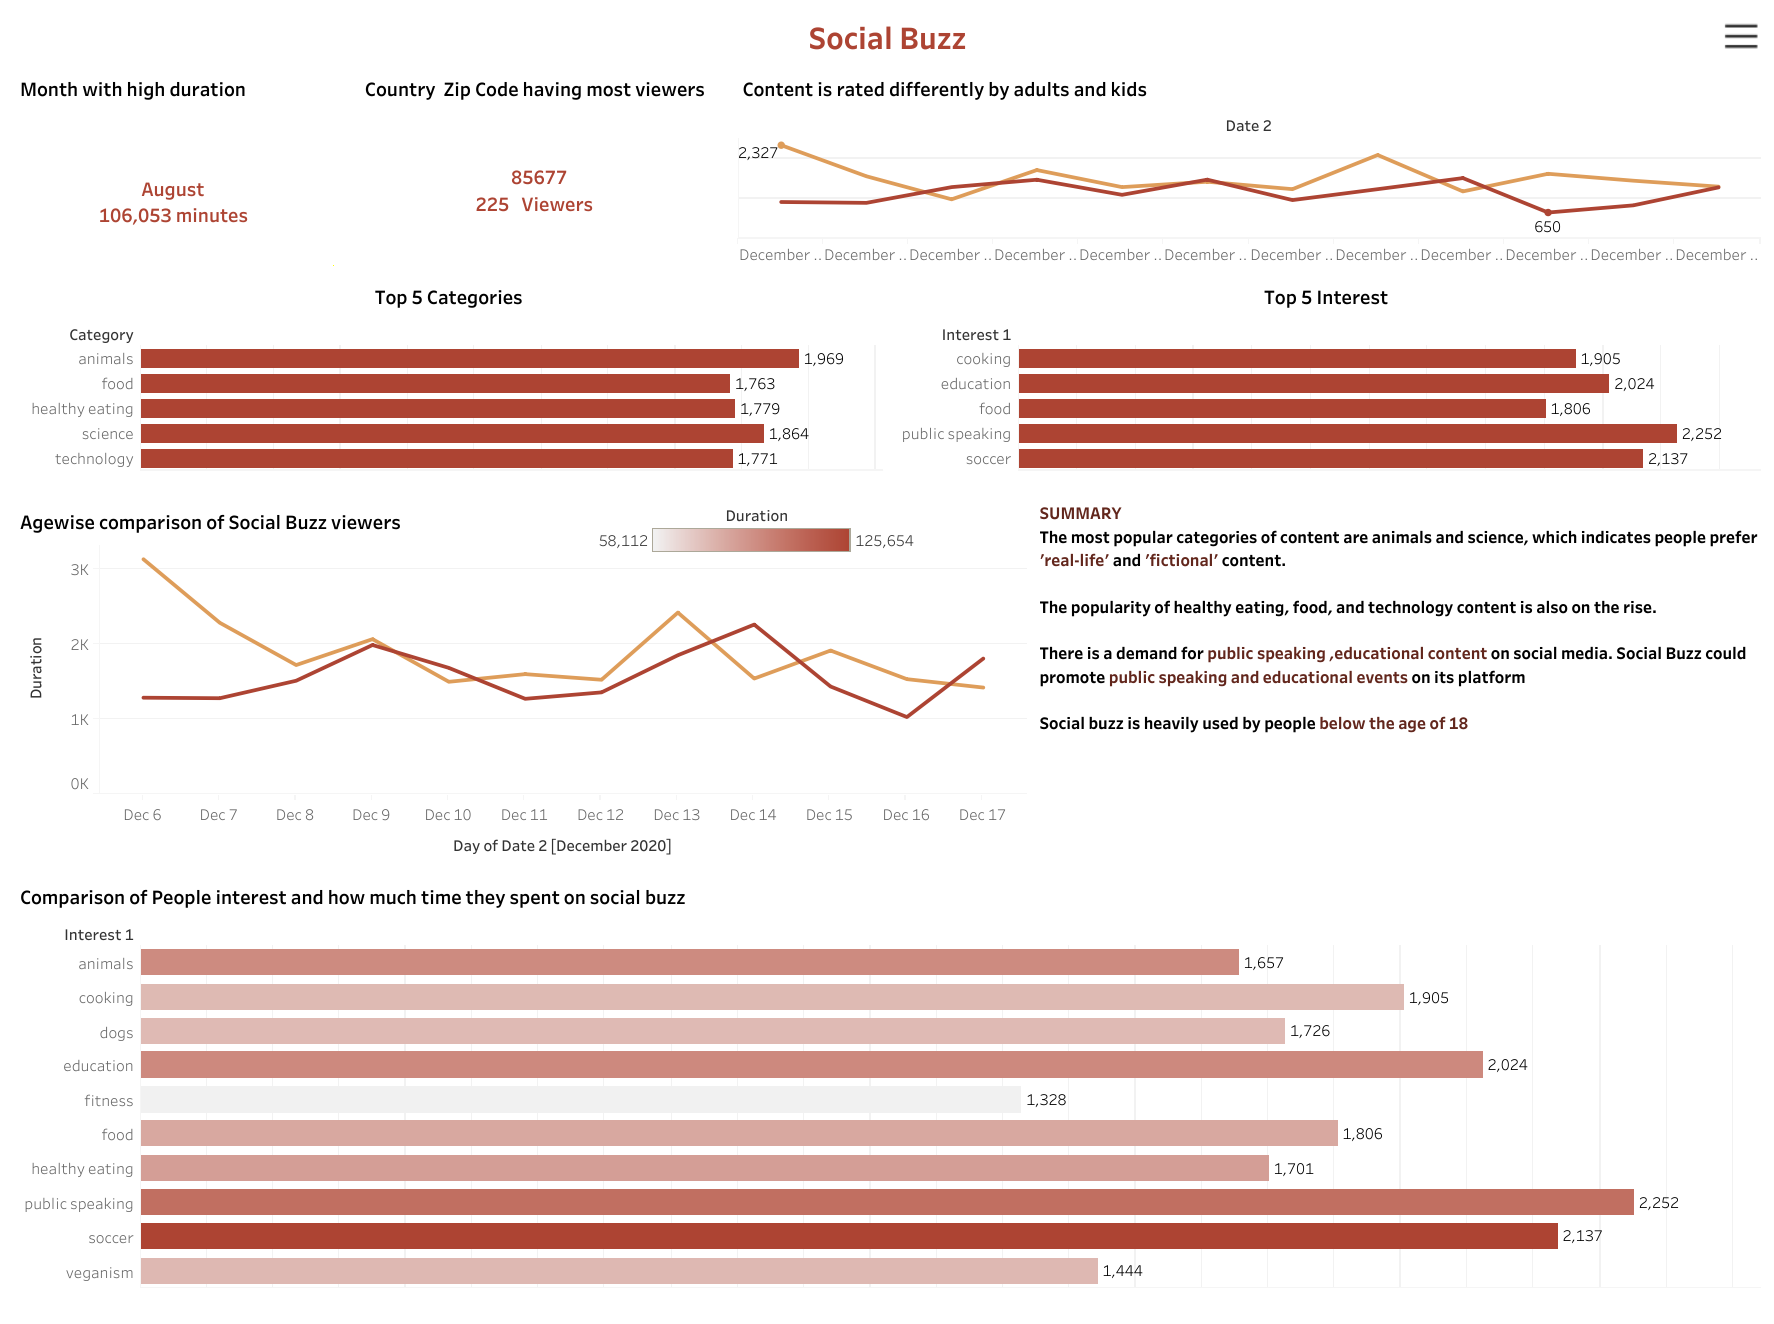 Social Buzz
Month with high duration
August
106,053 minutes
Country  Zip Code having most viewers
85677
225   Viewers
Content is rated differently by adults and kids
Date 2
2,327
650
December ..
December ..
December ..
December ..
December ..
December ..
December ..
December ..
December ..
December ..
December ..
December ..
Top 5 Categories
Category
animals 1,969
food 1,763
healthy eating 1,779
science 1,864
technology 1,771
Top 5 Interest
Interest 1
cooking 1,905
education 2,024
food 1,806
public speaking 2,252
soccer 2,137
Agewise comparison of Social Buzz viewers
Duration
58,112
125,654
3K
2K
1K
0K
Duration
Dec 6
Dec 7
Dec 8
Dec 9
Dec 10
Dec 11
Dec 12
Dec 13
Dec 14
Dec 15
Dec 16
Dec 17
Day of Date 2 [December 2020]
SUMMARY
The most popular categories of content are animals and science, which indicates people prefer
'real-life' and 'fictional' content.
The popularity of healthy eating, food, and technology content is also on the rise.
There is a demand for public speaking ,educational content on social media. Social Buzz could
promote public speaking and educational events on its platform
Social buzz is heavily used by people below the age of 18
Comparison of People interest and how much time they spent on social buzz
Interest 1
animals 1,657
cooking 1,905
dogs 1,726
education 2,024
fitness 1,328
food 1,806
healthy eating 1,701
public speaking 2,252
soccer 2,137
veganism 1,444